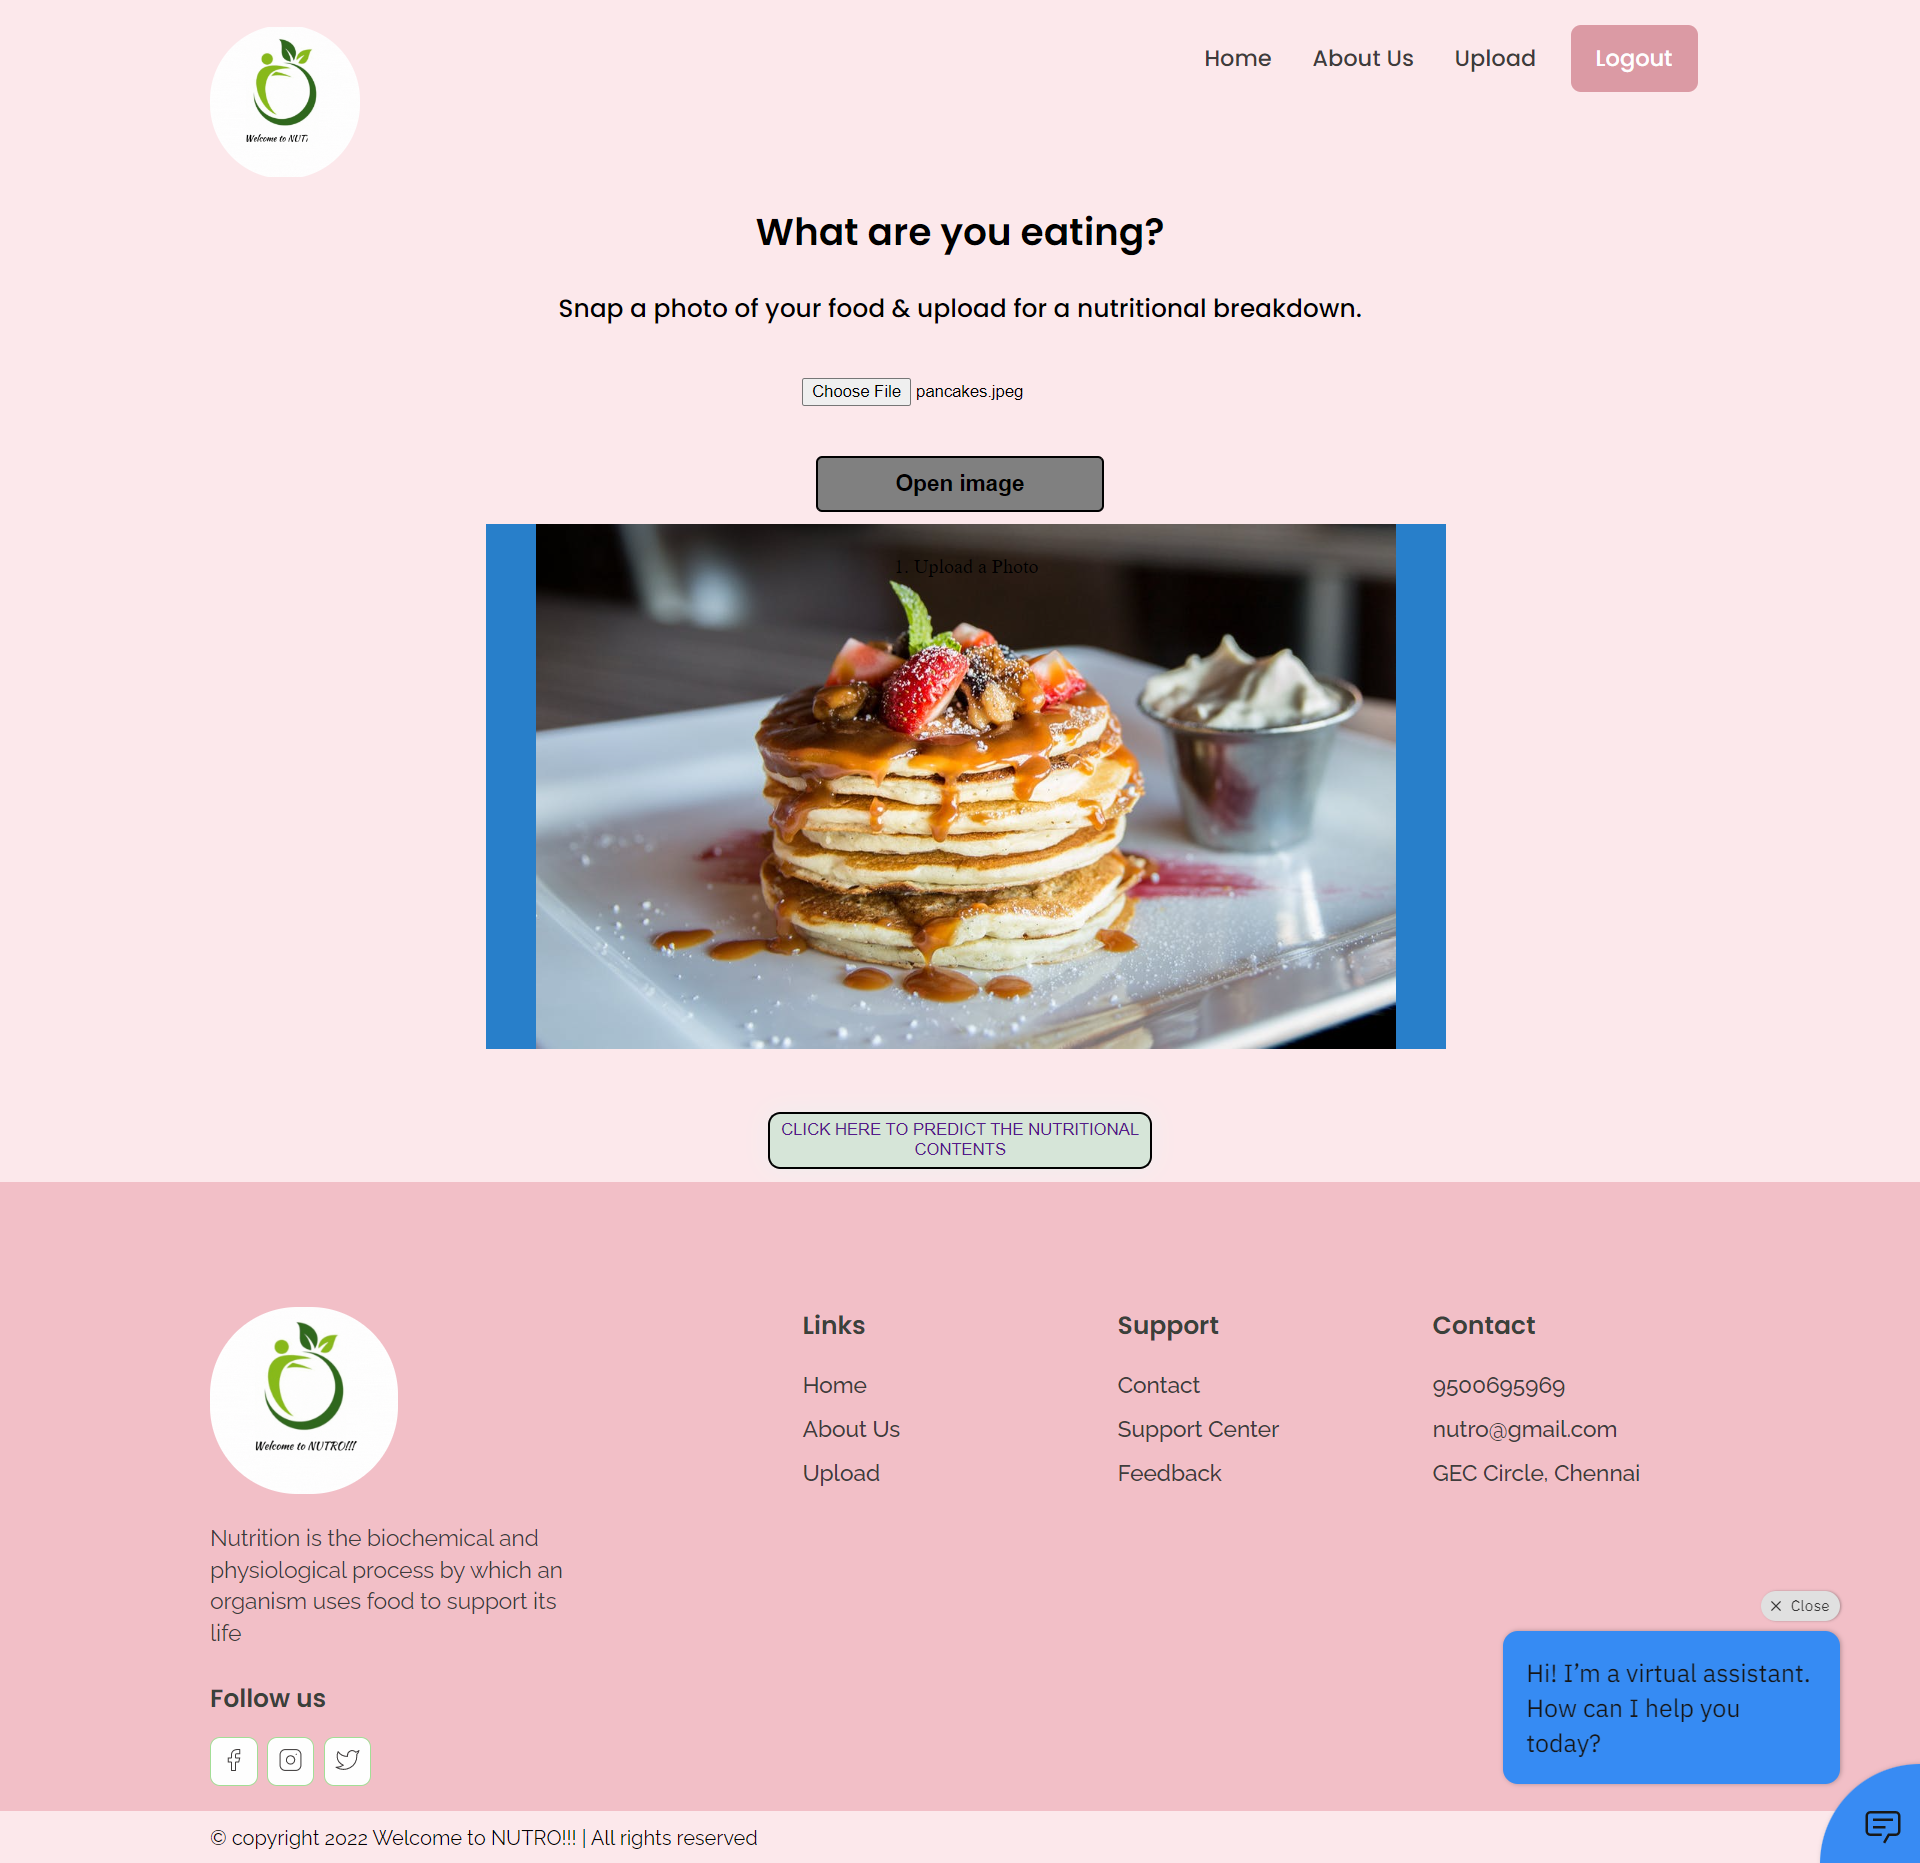 Welcome to NUT
Home
About Us
Upload
Logout
What are you eating?
Snap a photo of your food & upload for a nutritional breakdown.
Choose File pancakes.jpeg
Open image
1. Upload a Photo
CLICK HERE TO PREDICT THE NUTRITIONAL
CONTENTS
Welcome to NUTRO!!!
Nutrition is the biochemical and
physiological process by which an
organism uses food to support its
life
Follow us
Links
Home
About Us
Upload
Support
Contact
Support Center
Feedback
Contact
9500695969
nutro@gmail.com
GEC Circle, Chennai
Close
Hi! I’m a virtual assistant.
How can I help you
today?
© copyright 2022 Welcome to NUTRO!!! | All rights reserved